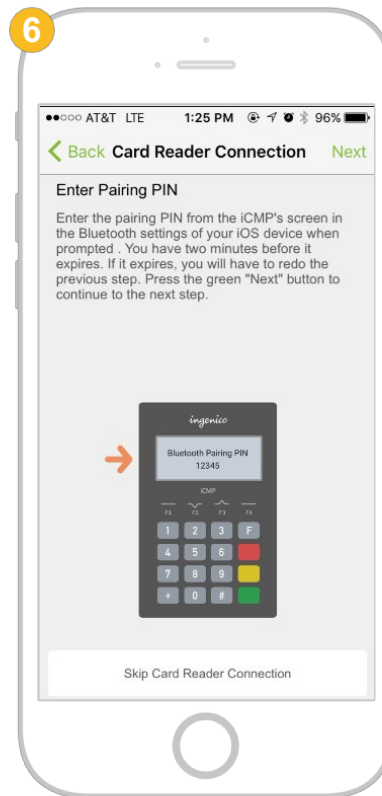 6
AT&T LTE 1:25 PM 96%
Back Card Reader Connection Next
Enter Pairing PIN
Enter the pairing PIN from the iCMP's screen in
the Bluetooth settings of your iOS device when
prompted . You have two minutes before it
expires. If it expires, you will have to redo the
previous step. Press the green "Next" button to
continue to the next step.
ingenico
Bluetooth Pairing PIN
12345
iCMP
F1 F2 F3 F4
1 2 3 F
4 5 6
7 8 9
+ 0 #
Skip Card Reader Connection